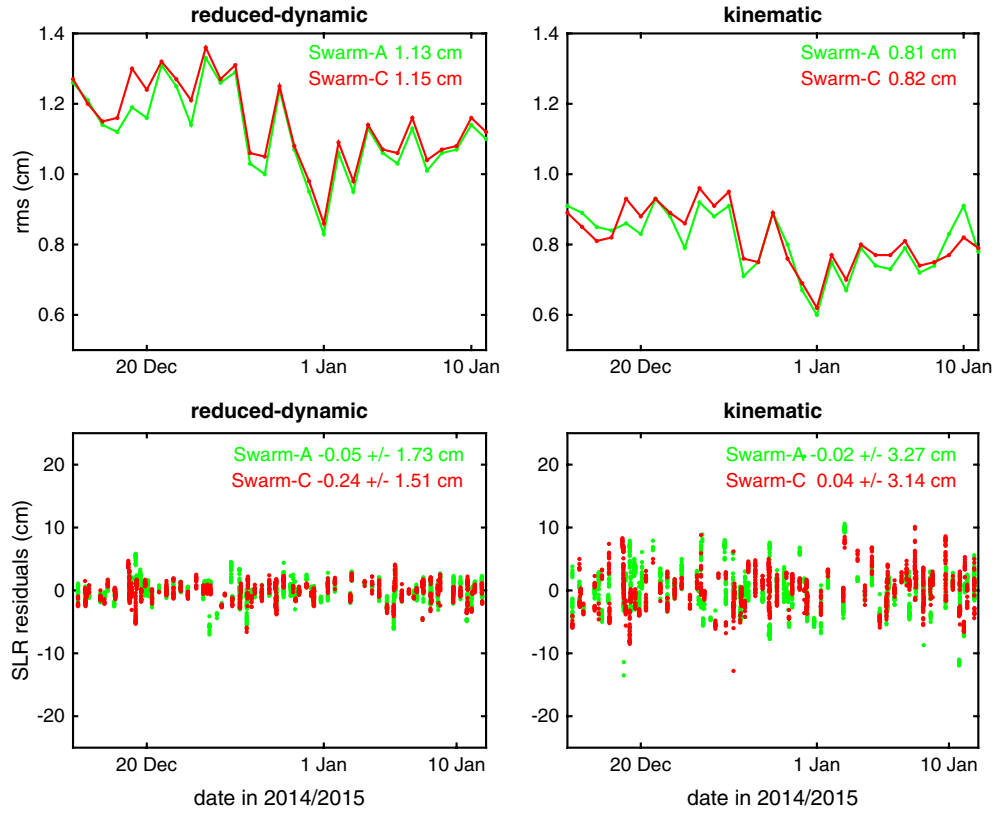 reduced-dynamic
Swarm-A 1.13 cm
Swarm-C 1.15 cm
rms (cm)
1.4
1.2
1.0
0.8
0.6
20 Dec
1 Jan
10 Jan
kinematic
Swarm-A 0.81 cm
Swarm-C 0.82 cm
1.4
1.2
1.0
0.8
0.6
20 Dec
1 Jan
10 Jan
reduced-dynamic
Swarm-A -0.05 +/- 1.73 cm
Swarm-C -0.24 +/- 1.51 cm
SLR residuals (cm)
20
10
0
-10
-20
20 Dec
1 Jan
10 Jan
date in 2014/2015
kinematic
Swarm-A -0.02 +/- 3.27 cm
Swarm-C 0.04 +/- 3.14 cm
20
10
0
-10
-20
20 Dec
1 Jan
10 Jan
date in 2014/2015